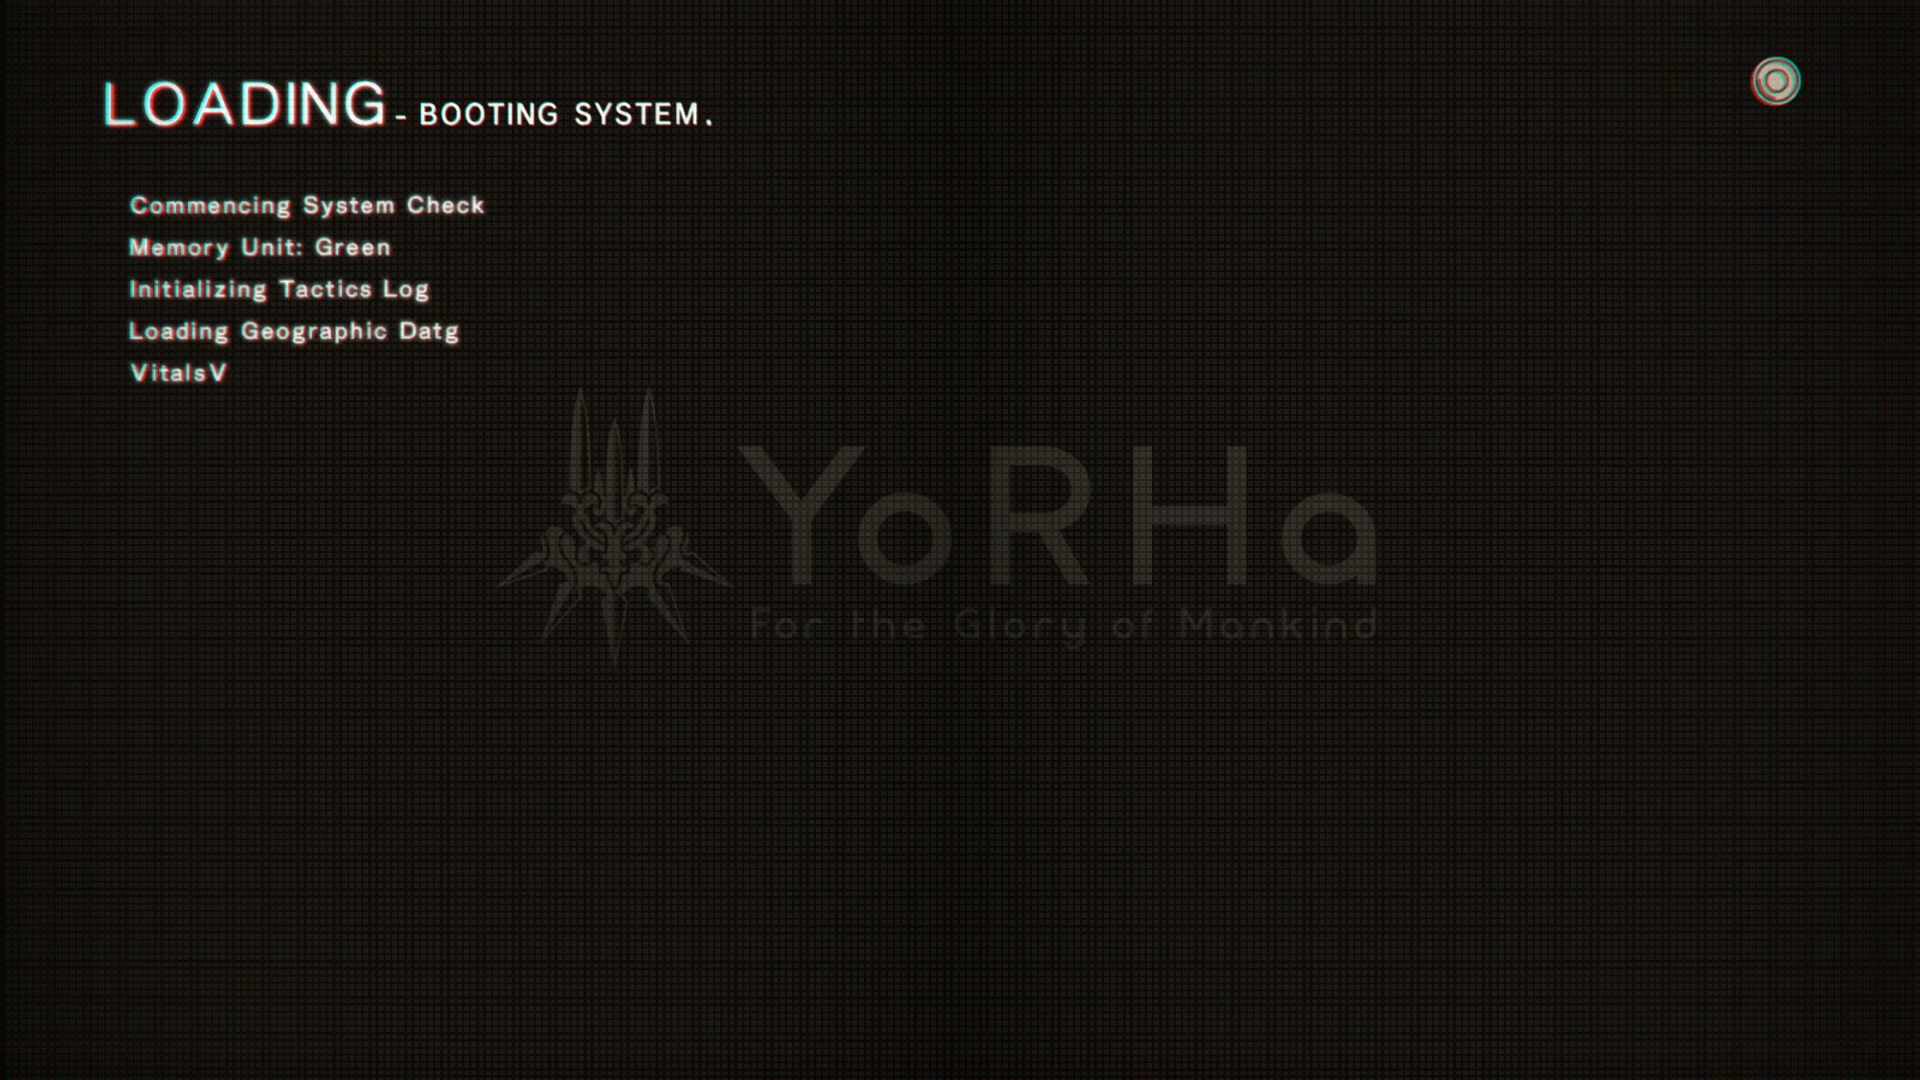 LOADING - BOOTING SYSTEM.
Commencing System Check
Memory Unit: Green
Initializing Tactics Log
Loading Geographic Datg
VitalsV
YoRHa
For the Glory of Mankind